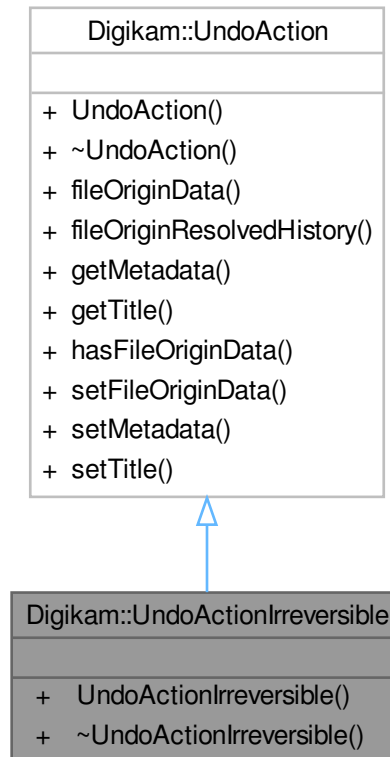 Digikam::UndoAction
+ UndoAction()
+ ~UndoAction()
+ fileOriginData()
+ fileOriginResolvedHistory()
+ getMetadata()
+ getTitle()
+ hasFileOriginData()
+ setFileOriginData()
+ setMetadata()
+ setTitle()
Digikam::UndoActionIrreversible
+ UndoActionIrreversible()
+ ~UndoActionIrreversible()